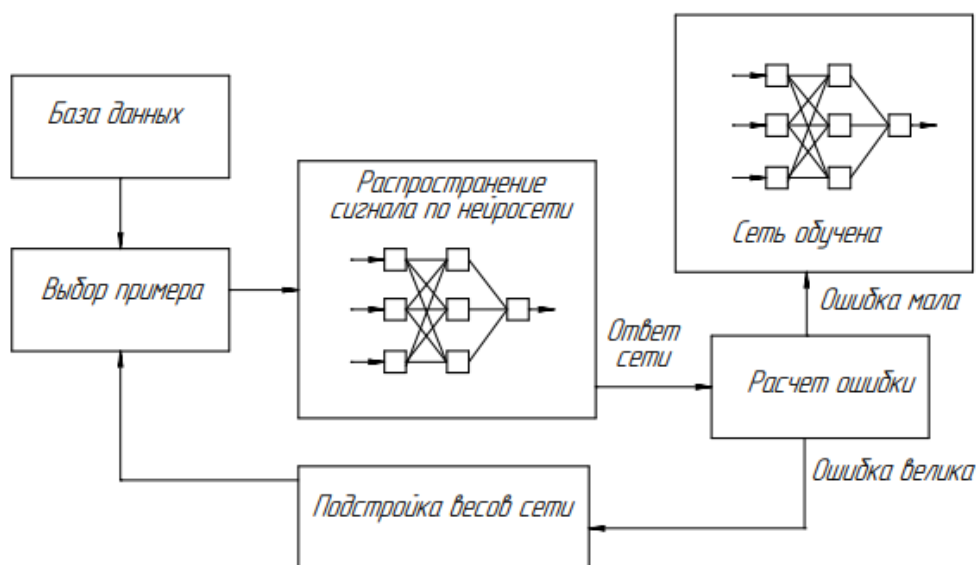 База данных
Выбор примера
Распространение
сигнала по нейросети
Ответ
сети
Сеть обучена
Ошибка мала
Расчет ошибки
Ошибка велика
Подстройка весов сети